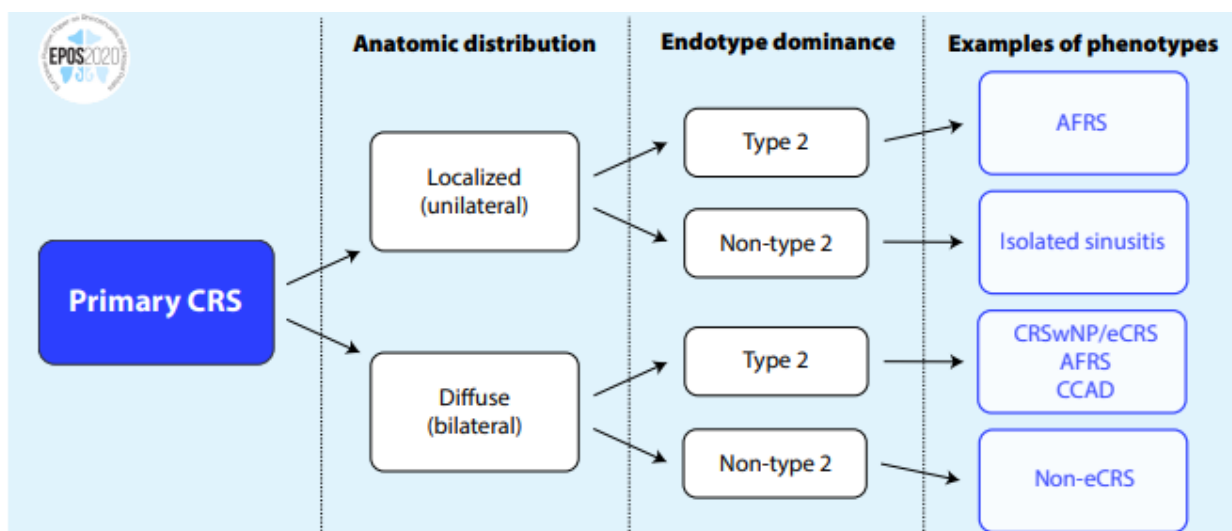 EPOS2020
Anatomic distribution
Endotype dominance
Examples of phenotypes
Primary CRS
Localized
(unilateral)
Type 2
AFRS
Non-type 2
Isolated sinusitis
Diffuse
(bilateral)
Type 2
CRSwNP/eCRS
AFRS
CCAD
Non-type 2
Non-eCRS